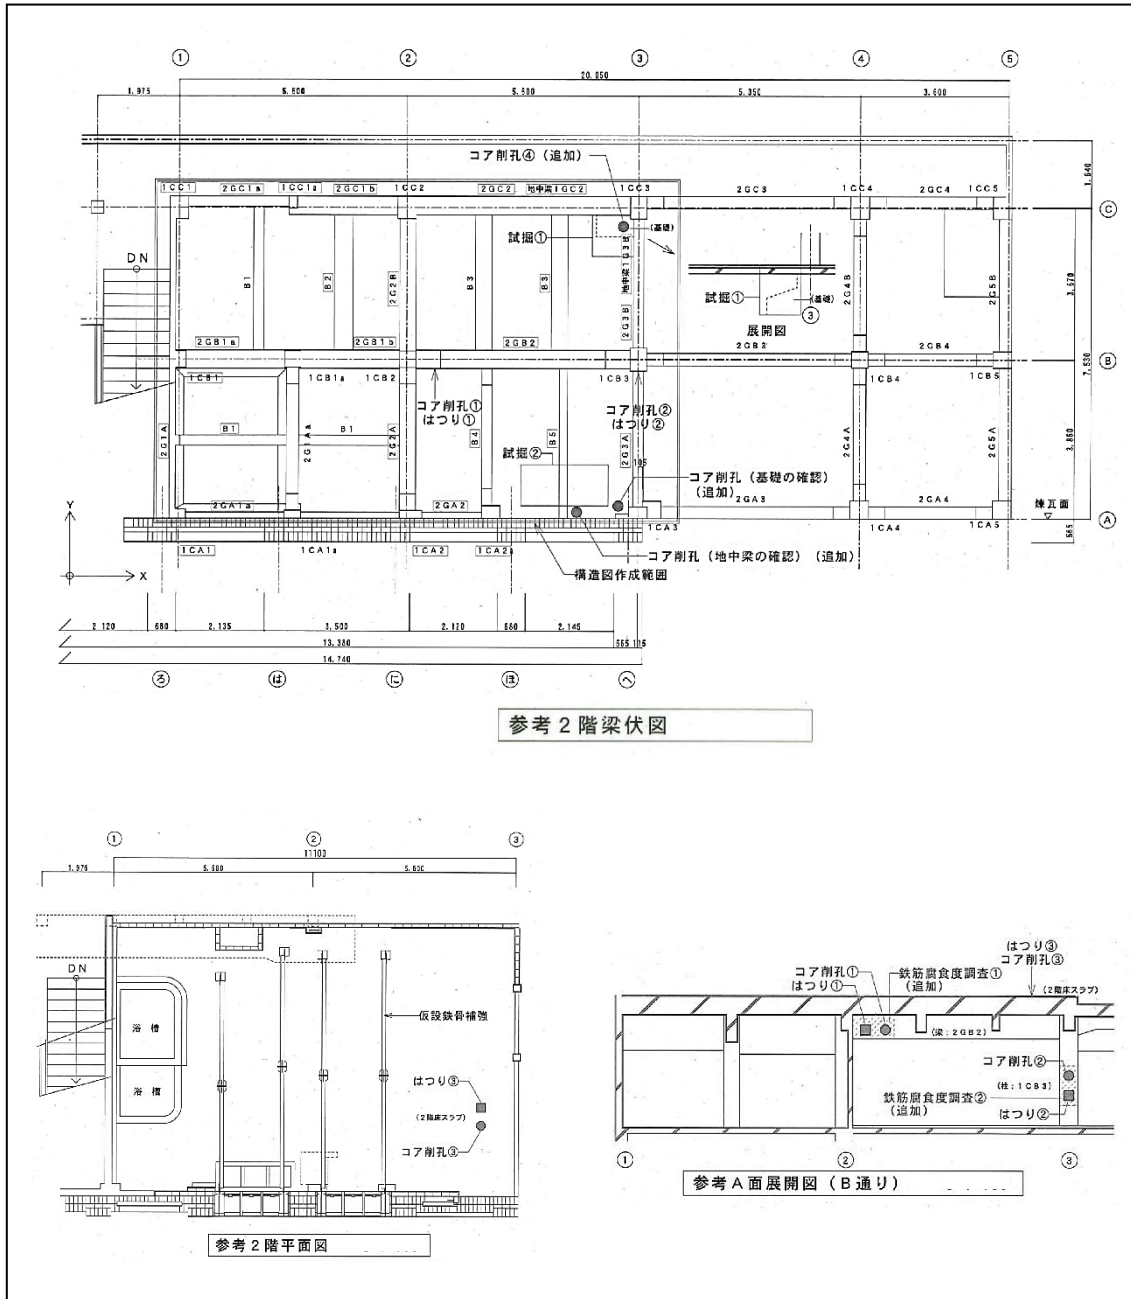 ① ② ③ ④ ⑤
20.050
1.975 5.600 5.500 5.350 3.600
コア削孔④（追加）
1CC1 2GC1a 1CC1a 2GC1b 1CC2 2GC2 地中梁1GC2 1CC3 2GC3 1CC4 2GC4 1CC5
1.640
Ⓒ
試掘①
(基礎)
DN
B1 B2 2G2B B3 B3 地中梁1G3B 2G3B 2G4B 2G5B
試掘①
(基礎)
③
展開図
3.670
7.530
2GB1a 2GB1b 2GB2 2GB3 2GB4
Ⓑ
1CB1 1CB1a 1CB2 1CB3 1CB4 1CB5
コア削孔①
はつり①
コア削孔②
はつり②
2G1A B1 2G1Aa B1 2G2A B4 B5 2G3A 2G4A 2G5A
3.860
試掘②
105
コア削孔（基礎の確認）
（追加）
2GA1a 2GA2 2GA3 2GA4
煉瓦面
Ⓐ
1CA1 1CA1a 1CA2 1CA2a 1CA3 1CA4 1CA5
565
コア削孔（地中梁の確認）（追加）
構造図作成範囲
Y
X
2.120 680 2.135 3.500 2.120 680 2.145
13.380 665 115
14.740
ろ は に ほ へ
参考２階梁伏図
① ② ③
11103
1.975 5.500 5.600
DN
浴槽
浴槽
仮設鉄骨補強
はつり③
(２階床スラブ)
コア削孔③
参考２階平面図
はつり③
コア削孔③
(２階床スラブ)
コア削孔①
はつり①
鉄筋腐食度調査①
（追加）
(梁：2GB2)
コア削孔②
(柱：1CB3)
鉄筋腐食度調査②
（追加）
はつり②
① ② ③
参考Ａ面展開図（Ｂ通り）